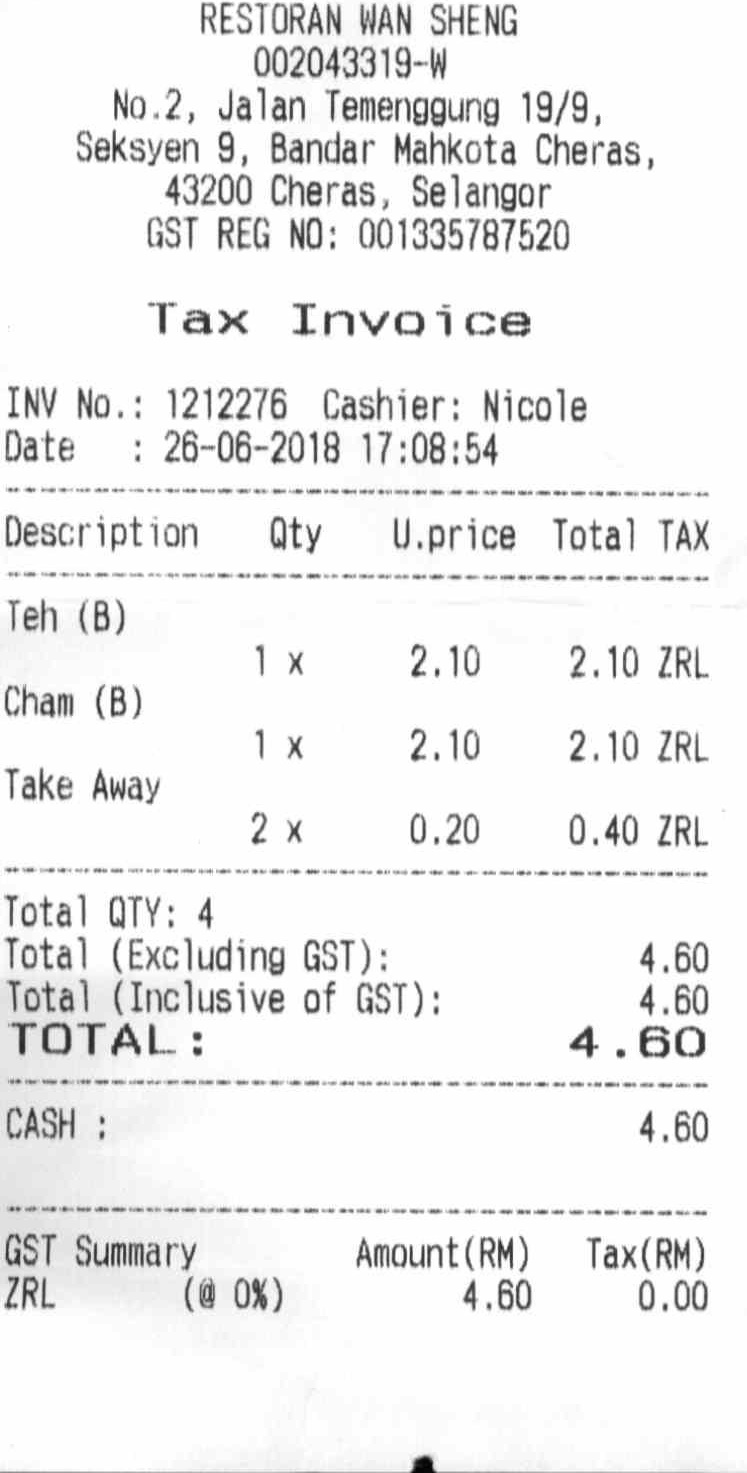 RESTORAN WAN SHENG
002043319-W
No.2, Jalan Temenggung 19/9,
Seksyen 9, Bandar Mahkota Cheras,
43200 Cheras, Selangor
GST REG NO: 001335787520
Tax Invoice
INV No.: 1212276 Cashier: Nicole
Date : 26-06-2018 17:08:54
Description Qty U.price Total TAX
Teh (B)
1 x 2.10 2.10 ZRL
Cham (B)
1 x 2.10 2.10 ZRL
Take Away
2 x 0.20 0.40 ZRL
Total QTY: 4
Total (Excluding GST): 4.60
Total (Inclusive of GST): 4.60
TOTAL: 4.60
CASH : 4.60
GST Summary Amount(RM) Tax(RM)
ZRL (@ 0%) 4.60 0.00